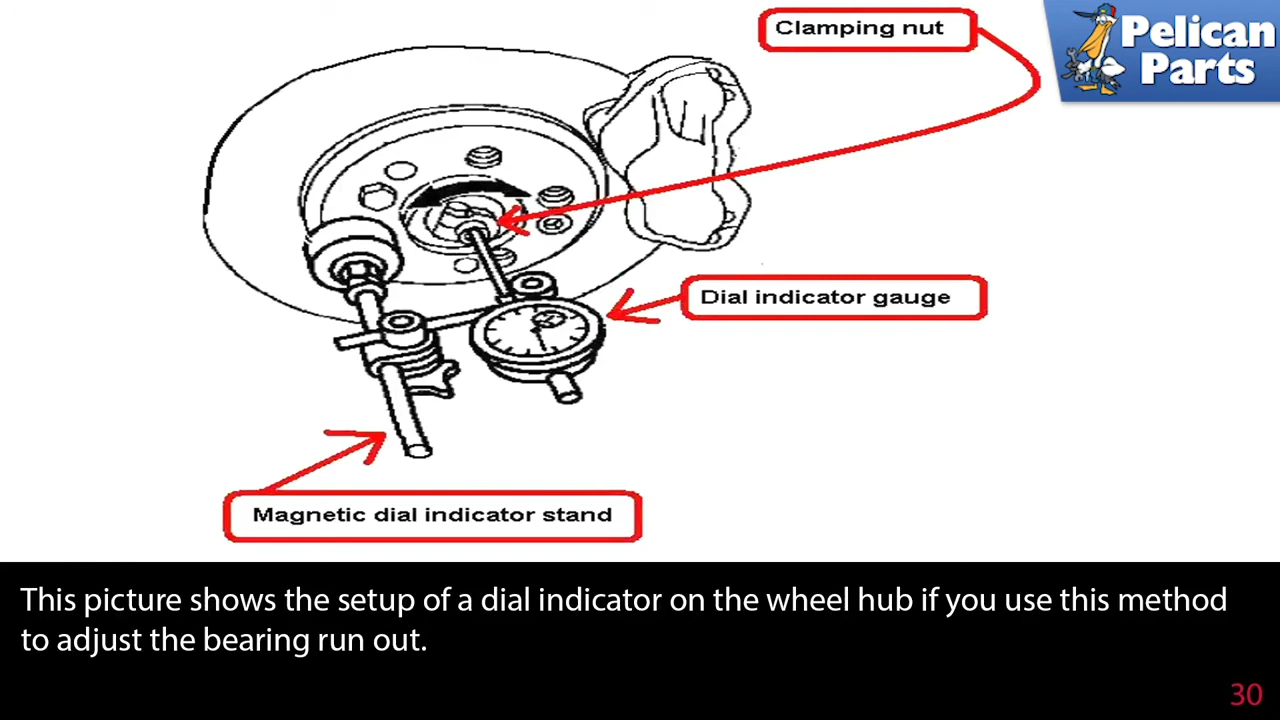 Clamping nut
Pelican
Parts
Dial indicator gauge
Magnetic dial indicator stand
This picture shows the setup of a dial indicator on the wheel hub if you use this method
to adjust the bearing run out.
30